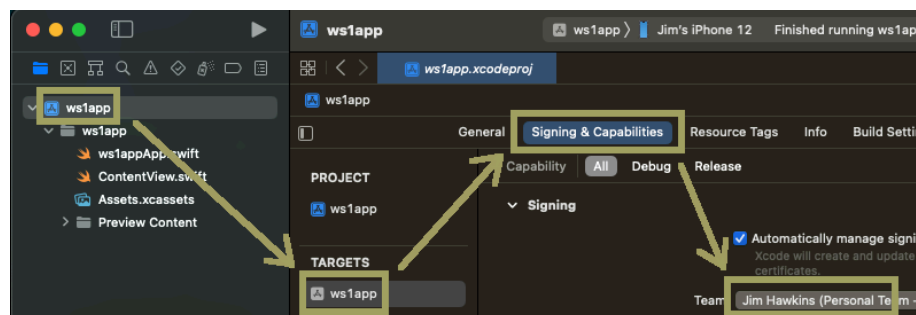 ws1app
ws1app 〉 Jim's iPhone 12 Finished running ws1ap
ws1app.xcodeproj
ws1app
ws1app
ws1app
ws1appApp.swift
ContentView.swift
Assets.xcassets
Preview Content
General Signing & Capabilities Resource Tags Info Build Setti
Capability All Debug Release
PROJECT
ws1app
TARGETS
ws1app
Signing
Automatically manage signi
Xcode will create and update
certificates.
Team Jim Hawkins (Personal Team -